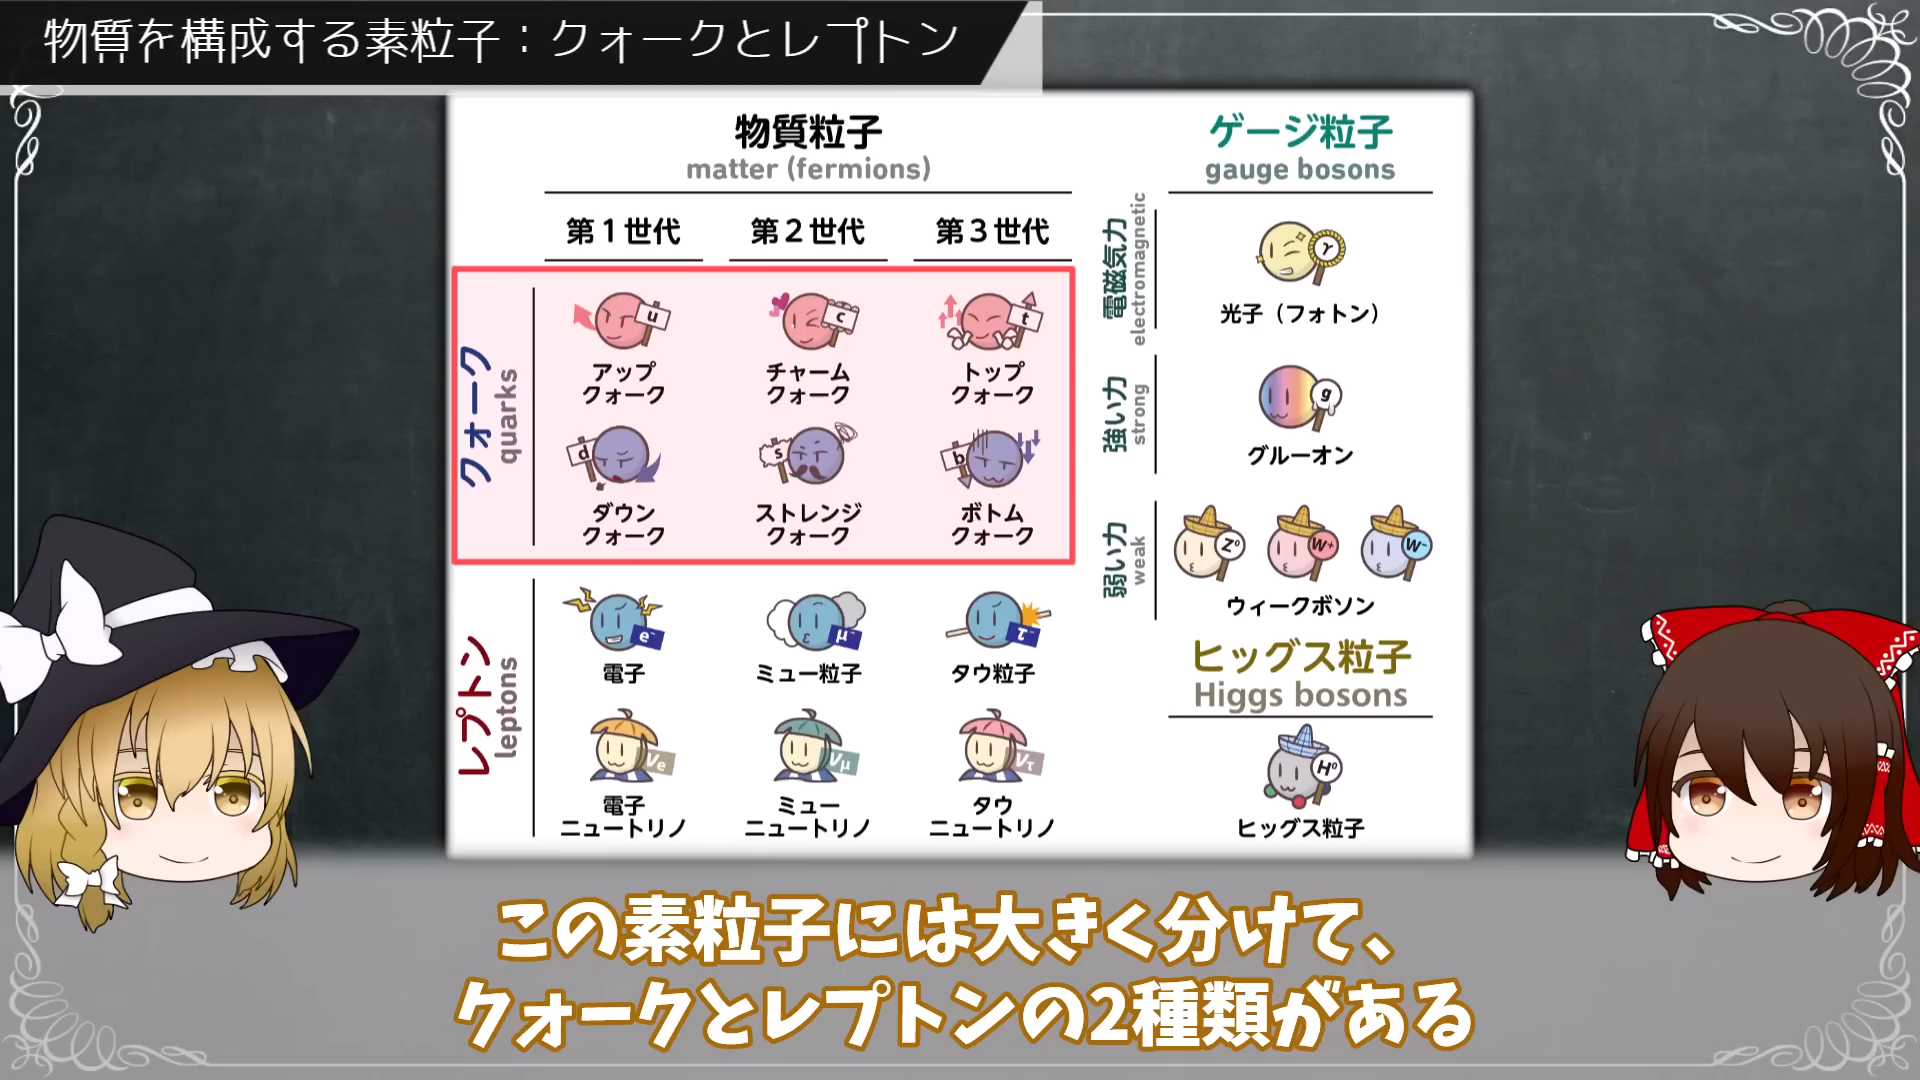 物質を構成する素粒子：クォークとレプトン
物質粒子
matter (fermions)
第1世代
第2世代
第3世代
クォーク
quarks
u
アップ
クォーク
c
チャーム
クォーク
t
トップ
クォーク
d
ダウン
クォーク
s
ストレンジ
クォーク
b
ボトム
クォーク
レプトン
leptons
e⁻
電子
μ⁻
ミュー粒子
τ⁻
タウ粒子
νe
電子
ニュートリノ
νμ
ミュー
ニュートリノ
ντ
タウ
ニュートリノ
ゲージ粒子
gauge bosons
電磁気力
electromagnetic
γ
光子（フォトン）
強い力
strong
g
グルーオン
弱い力
weak
Z⁰
W⁺
W⁻
ウィークボソン
ヒッグス粒子
Higgs bosons
H⁰
ヒッグス粒子
この素粒子には大きく分けて、
クォークとレプトンの2種類がある